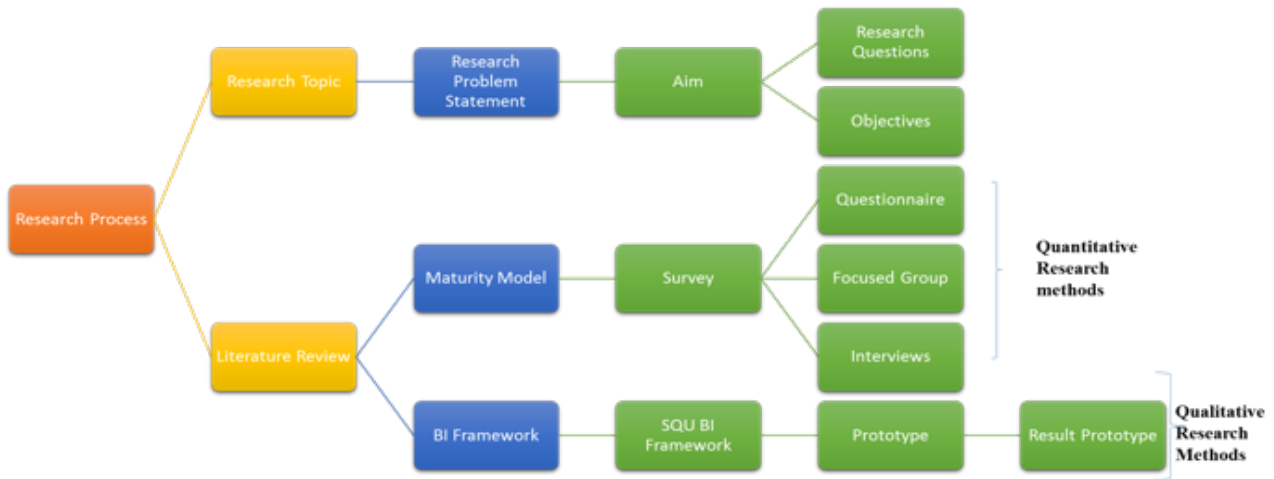 Research Process
Research Topic
Research
Problem
Statement
Aim
Research
Questions
Objectives
Literature Review
Maturity Model
Survey
Questionnaire
Focused Group
Interviews
Quantitative
Research
methods
BI Framework
SQU BI
Framework
Prototype
Result Prototype
Qualitative
Research
Methods